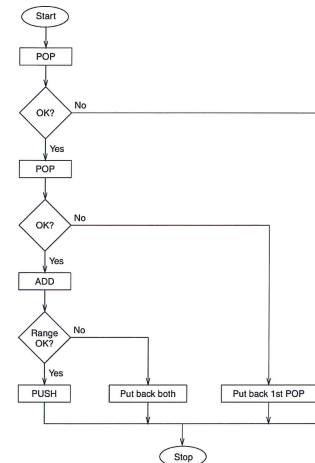 Start
POP
OK?
No
Yes
POP
OK?
No
Yes
ADD
Range
OK?
No
Yes
PUSH
Put back both
Put back 1st POP
Stop